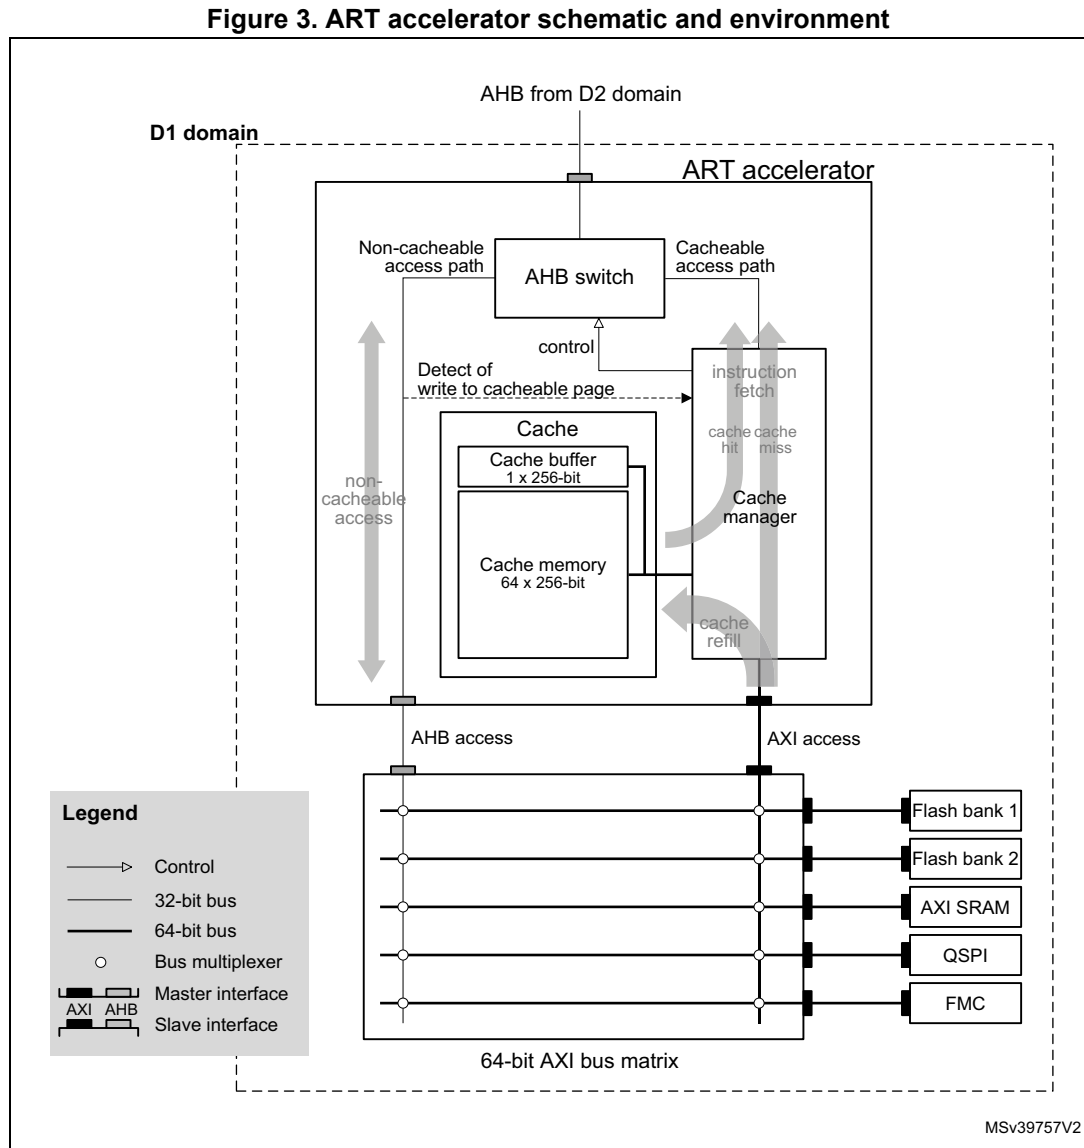 Figure 3. ART accelerator schematic and environment
AHB from D2 domain
D1 domain
ART accelerator
Non-cacheable
access path
AHB switch
Cacheable
access path
control
Detect of
write to cacheable page
instruction
fetch
cache
hit
cache
miss
Cache
Cache buffer
1 x 256-bit
non-
cacheable
access
Cache
manager
Cache memory
64 x 256-bit
cache
refill
AHB access
AXI access
Flash bank 1
Flash bank 2
AXI SRAM
QSPI
FMC
64-bit AXI bus matrix
Legend
Control
32-bit bus
64-bit bus
Bus multiplexer
Master interface
AXI AHB
Slave interface
MSv39757V2